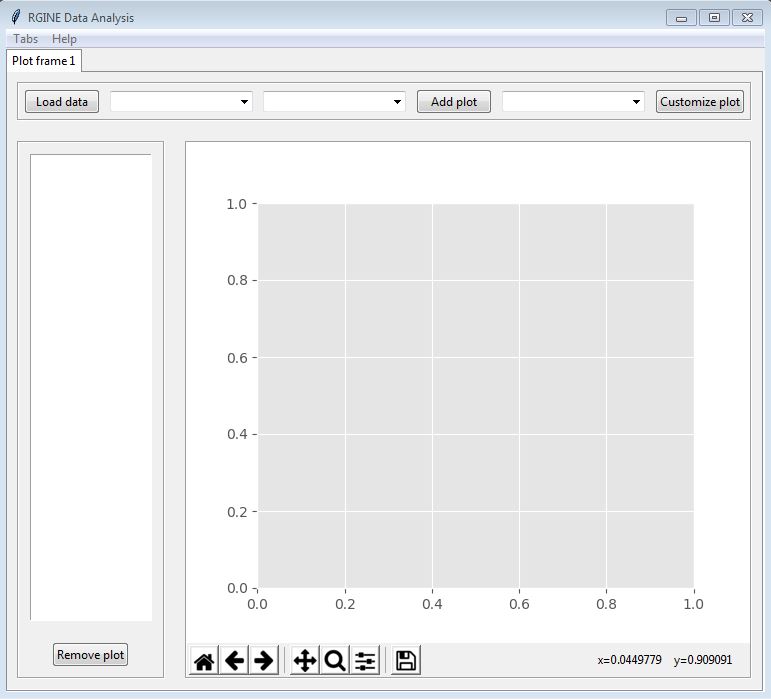 RGINE Data Analysis
Tabs Help
Plot frame 1
Load data Add plot Customize plot
1.0
0.8
0.6
0.4
0.2
0.0
0.0 0.2 0.4 0.6 0.8 1.0
Remove plot
x=0.0449779 y=0.909091